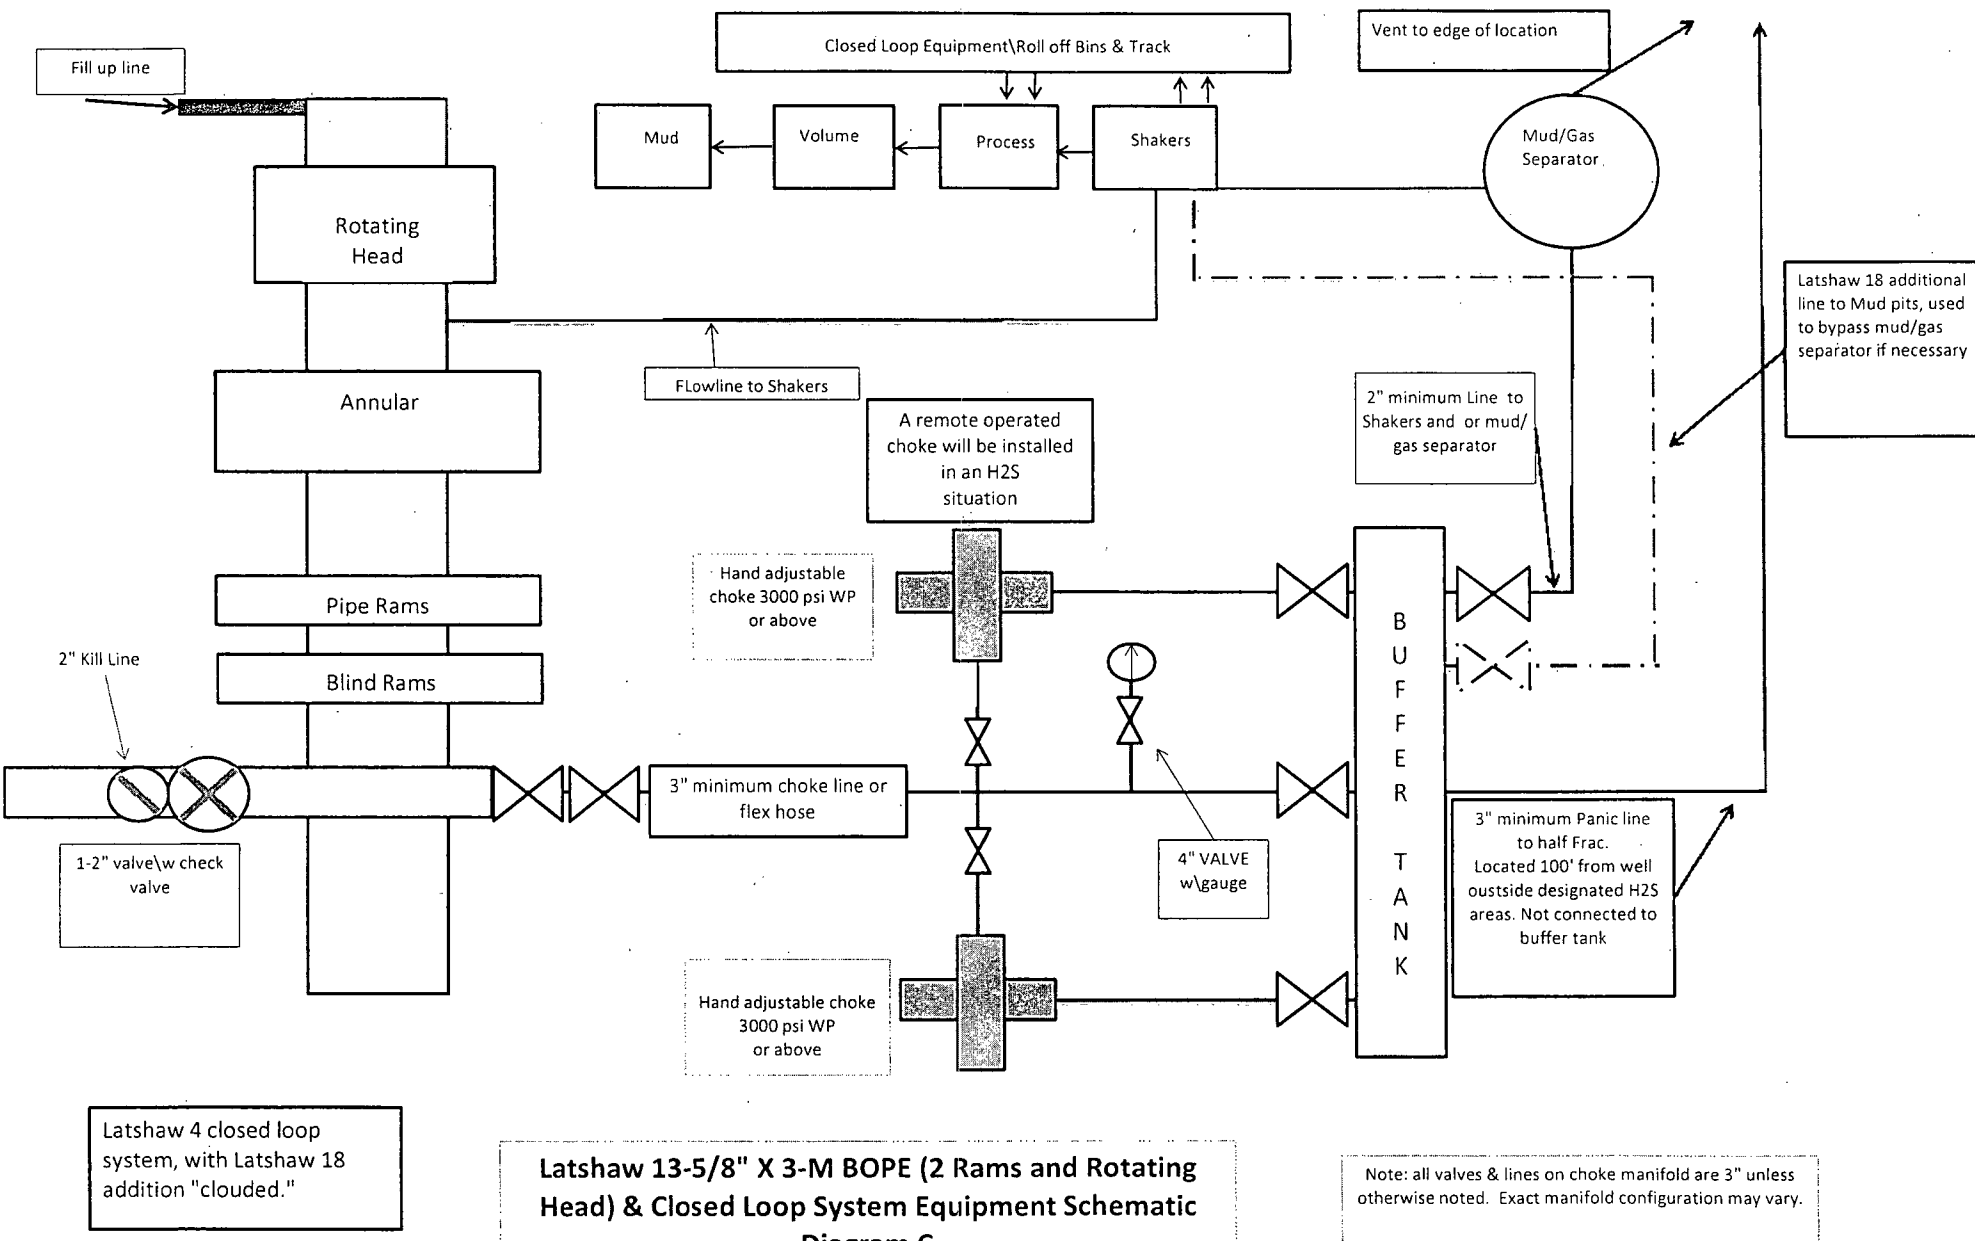 Fill up line
Closed Loop Equipment\Roll off Bins & Track
Vent to edge of location
Mud
Volume
Process
Shakers
Mud/Gas
Separator
Rotating
Head
Latshaw 18 additional
line to Mud pits, used
to bypass mud/gas
separator if necessary
FLowline to Shakers
Annular
2" minimum Line to
Shakers and or mud/
gas separator
A remote operated
choke will be installed
in an H2S
situation
Hand adjustable
choke 3000 psi WP
or above
Pipe Rams
2" Kill Line
Blind Rams
3" minimum choke line or
flex hose
1-2" valve\w check
valve
4" VALVE
w\gauge
B
U
F
F
E
R
T
A
N
K
3" minimum Panic line
to half Frac.
Located 100' from well
oustside designated H2S
areas. Not connected to
buffer tank
Hand adjustable choke
3000 psi WP
or above
Latshaw 4 closed loop
system, with Latshaw 18
addition "clouded."
Latshaw 13-5/8" X 3-M BOPE (2 Rams and Rotating
Head) & Closed Loop System Equipment Schematic
Note: all valves & lines on choke manifold are 3" unless
otherwise noted. Exact manifold configuration may vary.